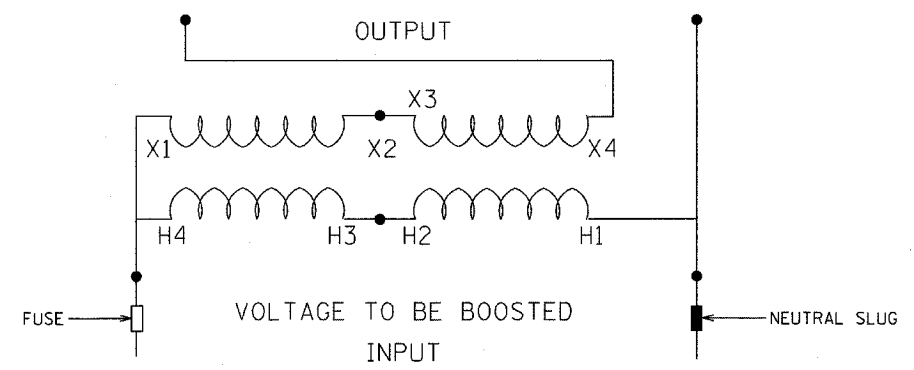 OUTPUT
X3
X1
X2
X4
H4
H3
H2
H1
FUSE
VOLTAGE TO BE BOOSTED
INPUT
NEUTRAL SLUG